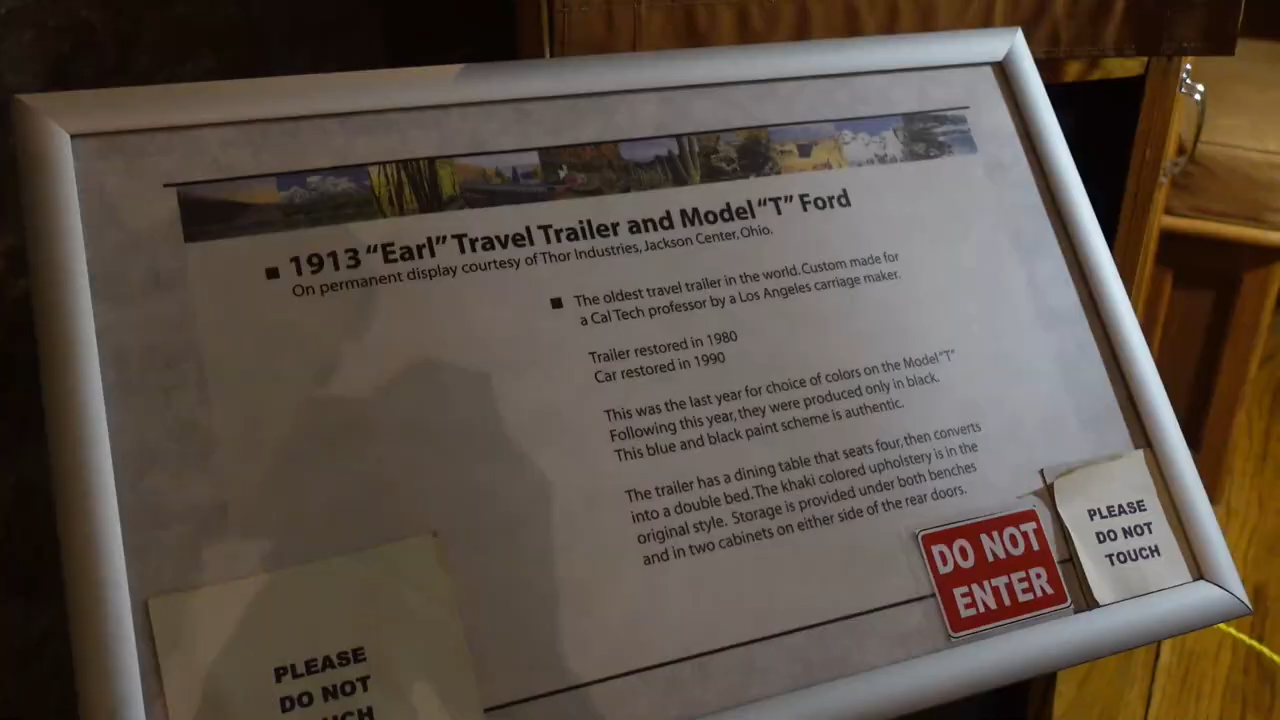 1913 “Earl” Travel Trailer and Model “T” Ford
On permanent display courtesy of Thor Industries, Jackson Center, Ohio.
The oldest travel trailer in the world. Custom made for
a Cal Tech professor by a Los Angeles carriage maker.
Trailer restored in 1980
Car restored in 1990
This was the last year for choice of colors on the Model “T”
Following this year, they were produced only in black.
This blue and black paint scheme is authentic.
The trailer has a dining table that seats four, then converts
into a double bed. The khaki colored upholstery is in the
original style. Storage is provided under both benches
and in two cabinets on either side of the rear doors.
DO NOT
ENTER
PLEASE
DO NOT
TOUCH
PLEASE
DO NOT